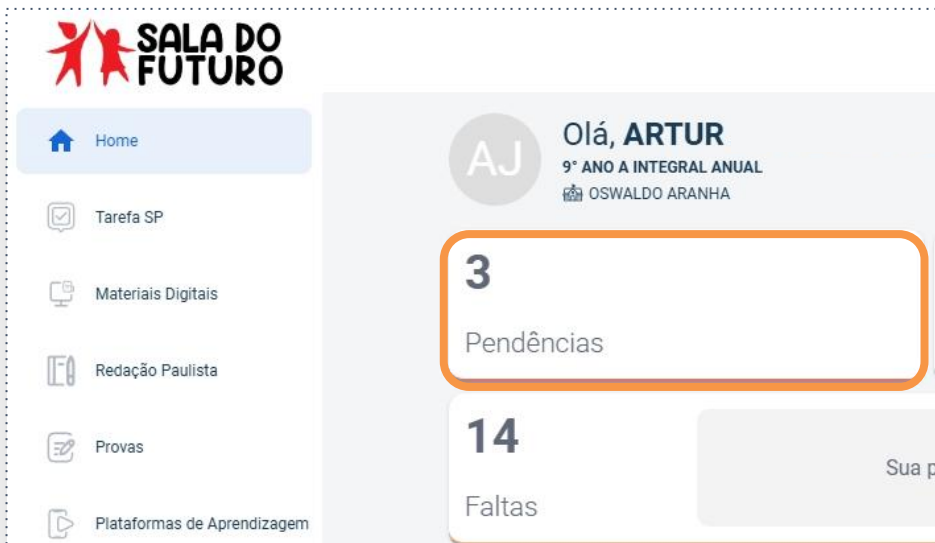 SALA DO
FUTURO
Home
Tarefa SP
Materiais Digitais
Redação Paulista
Provas
Plataformas de Aprendizagem
AJ
Olá, ARTUR
9° ANO A INTEGRAL ANUAL
OSWALDO ARANHA
3
Pendências
14
Faltas
Sua p